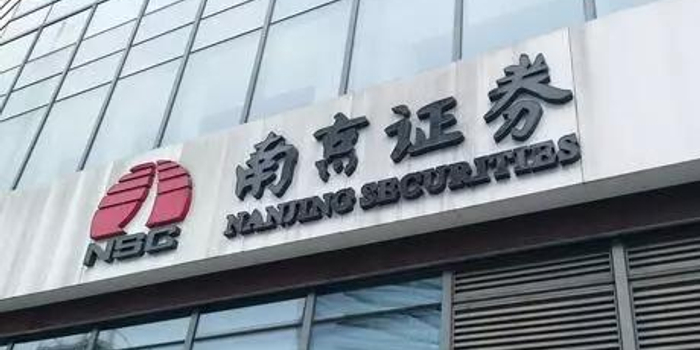 南京证券
NANJING SECURITIES
NSC